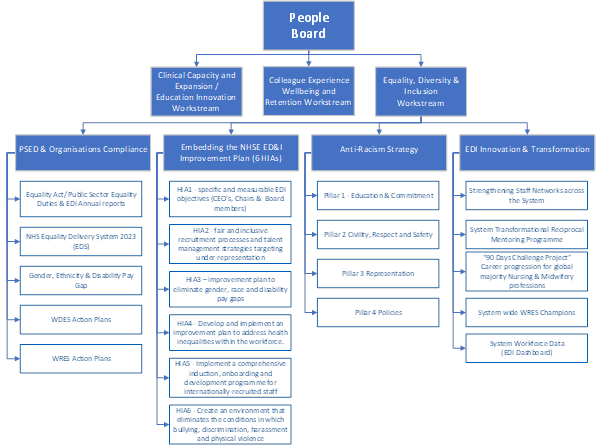 People
Board
Clinical Capacity and
Expansion /
Education Innovation
Workstream
Colleague Experience
Wellbeing and
Retention Workstream
Equality, Diversity &
Inclusion
Workstream
PSED & Organisations Compliance
Embedding the NHSE ED&I
Improvement Plan (6 HIAs)
Anti-Racism Strategy
EDI Innovation & Transformation
Equality Act/ Public Sector Equality
Duties & EDI Annual reports
NHS Equality Delivery System 2023
(EDS)
Gender, Ethnicity & Disability Pay
Gap
WDES Action Plans
WRES Action Plans
HIA1 - specific and measurable EDI
objectives (CEO's, Chairs & Board
members)
HIA2 - fair and inclusive
recruitment processes and talent
management strategies targeting
under representation
HIA3 – improvement plan to
eliminate gender, race and disability
pay gaps
HIA4 - Develop and implement an
improvement plan to address health
inequalities within the workforce.
HIA5 - Implement a comprehensive
induction, onboarding and
development programme for
internationally-recruited staff
HIA6 - Create an environment that
eliminates the conditions in which
bullying, discrimination, harassment
and physical violence
Pillar 1 - Education & Commitment
Pillar 2 Civility, Respect and Safety
Pillar 3 Representation
Pillar 4 Policies
Strengthening Staff Networks across
the System
System Transformational Reciprocal
Mentoring Programme
"90 Days Challenge Project"
Career progression for global
majority Nursing & Midwifery
professions
System wide WRES Champions
System Workforce Data
(EDI Dashboard)